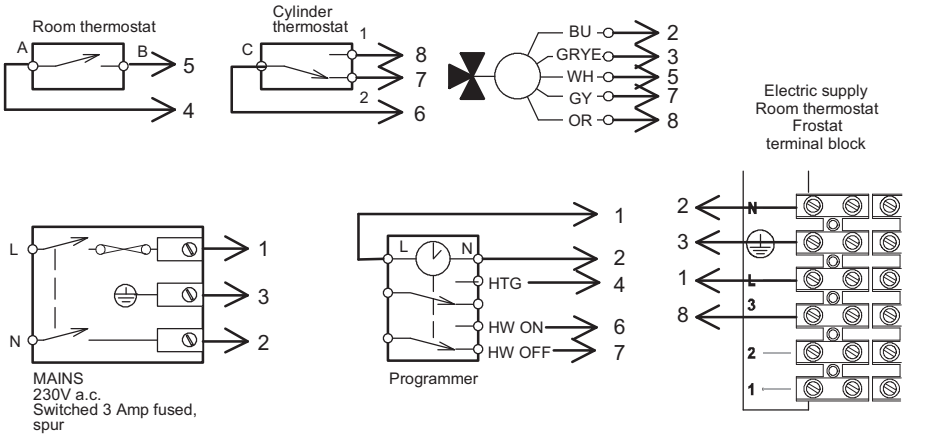 Room thermostat
A
B
5
4
Cylinder
thermostat
C
1
8
7
2
6
BU
2
GRYE
3
WH
5
GY
7
OR
8
Electric supply
Room thermostat
Frostat
terminal block
L
1
3
N
2
MAINS
230V a.c.
Switched 3 Amp fused,
spur
1
L
N
2
HTG
4
HW ON
6
HW OFF
7
Programmer
2
N
3
1
L
3
8
2
1